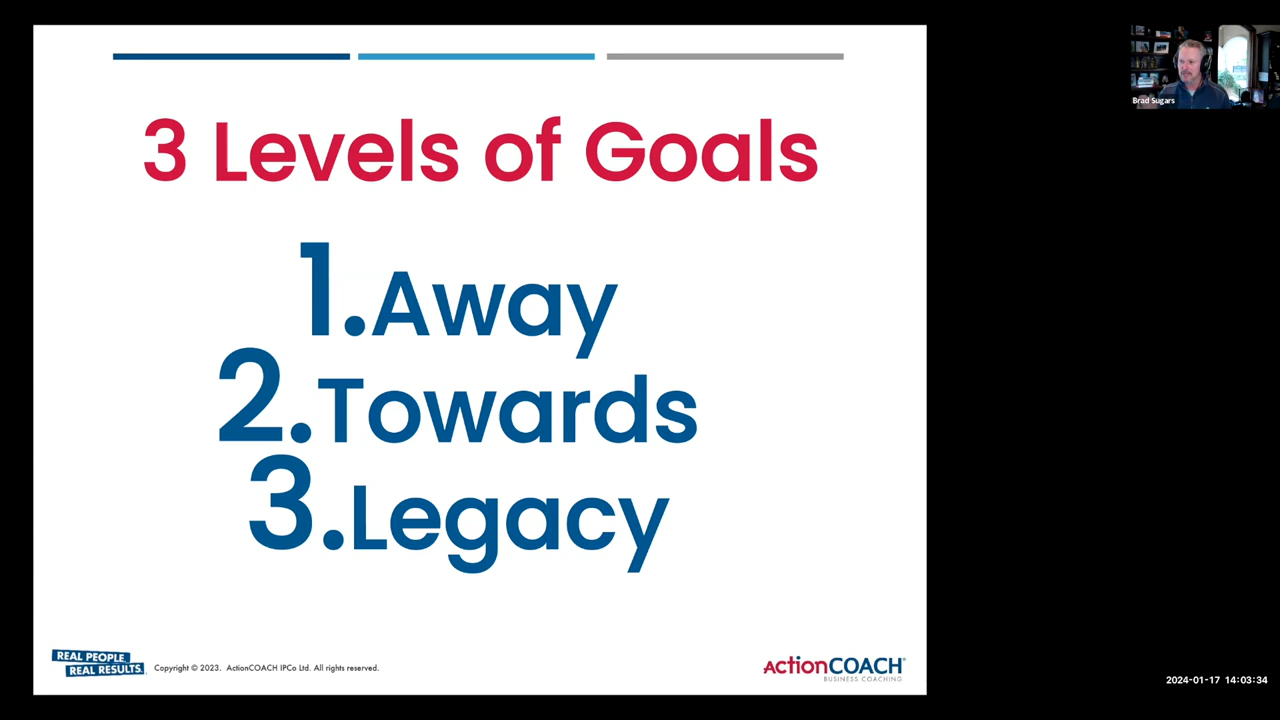 3 Levels of Goals
1.Away
2.Towards
3.Legacy
REAL PEOPLE.
REAL RESULTS.
Copyright © 2023. ActionCOACH IPCo Ltd. All rights reserved.
actionCOACH®
BUSINESS COACHING
Brad Sugars
2024-01-17 14:03:34